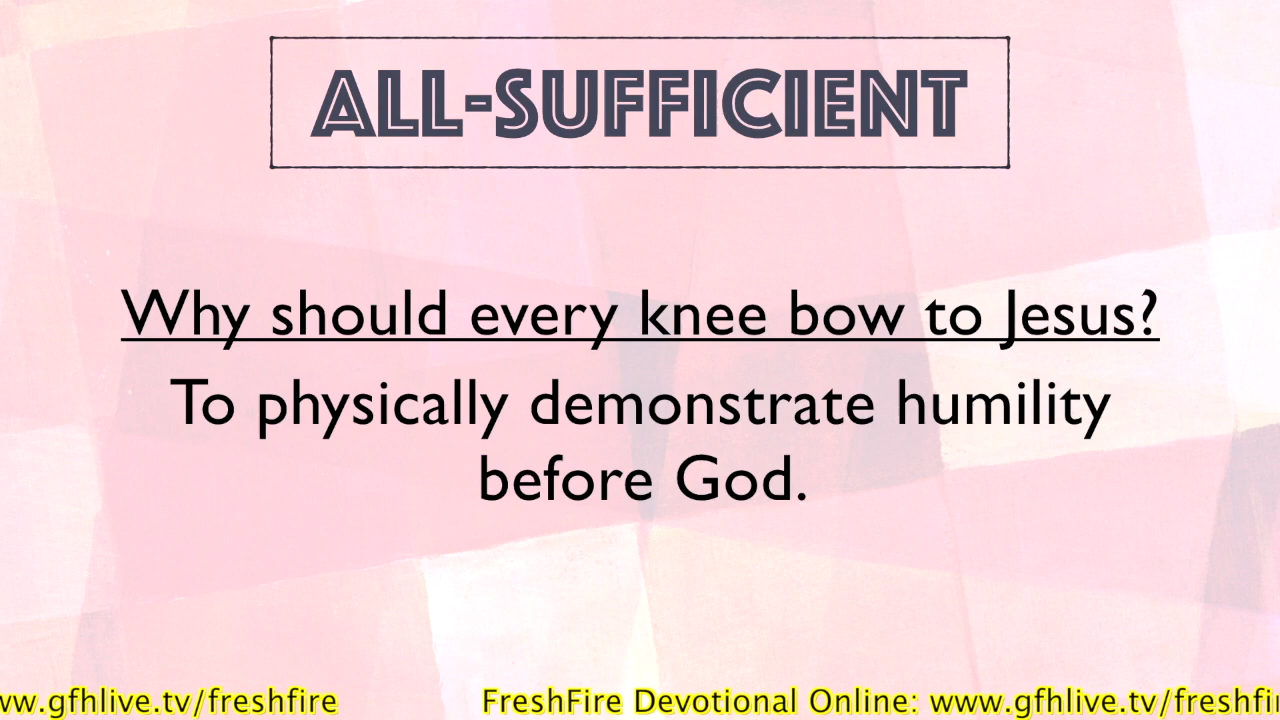 ALL-SUFFICIENT
Why should every knee bow to Jesus?
To physically demonstrate humility
before God.
ww.gfhlive.tv/freshfire FreshFire Devotional Online: www.gfhlive.tv/freshfi